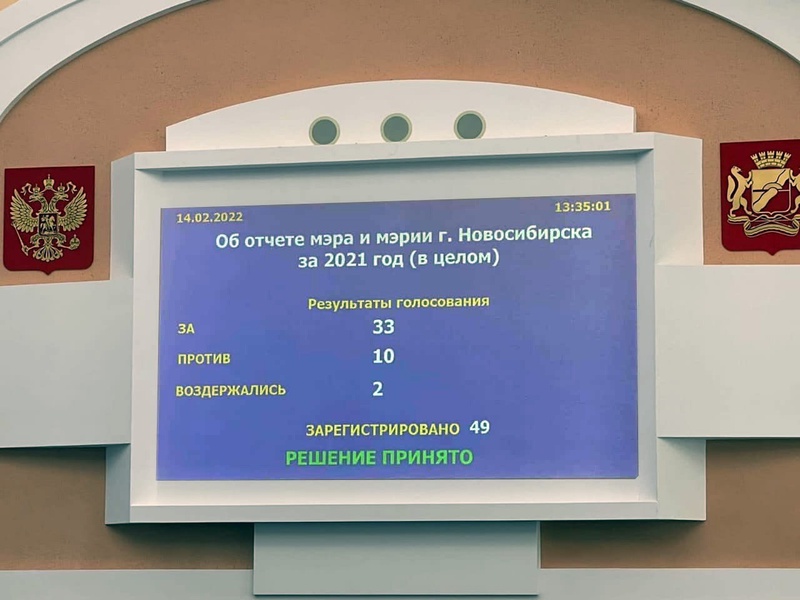 14.02.2022 13:35:01
Об отчете мэра и мэрии г. Новосибирска
за 2021 год (в целом)
Результаты голосования
ЗА 33
ПРОТИВ 10
ВОЗДЕРЖАЛИСЬ 2
ЗАРЕГИСТРИРОВАНО 49
РЕШЕНИЕ ПРИНЯТО